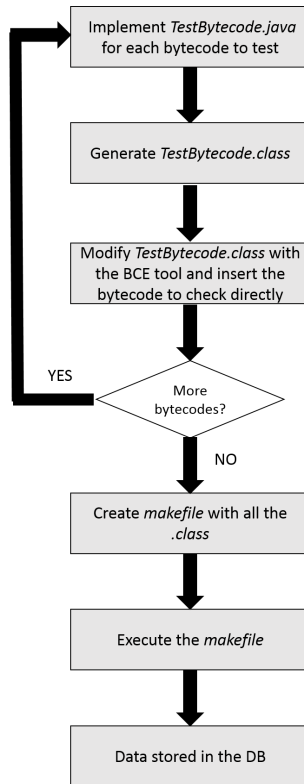 Implement TestBytecode.java
for each bytecode to test
Generate TestBytecode.class
Modify TestBytecode.class with
the BCE tool and insert the
bytecode to check directly
YES
More
bytecodes?
NO
Create makefile with all the
.class
Execute the makefile
Data stored in the DB